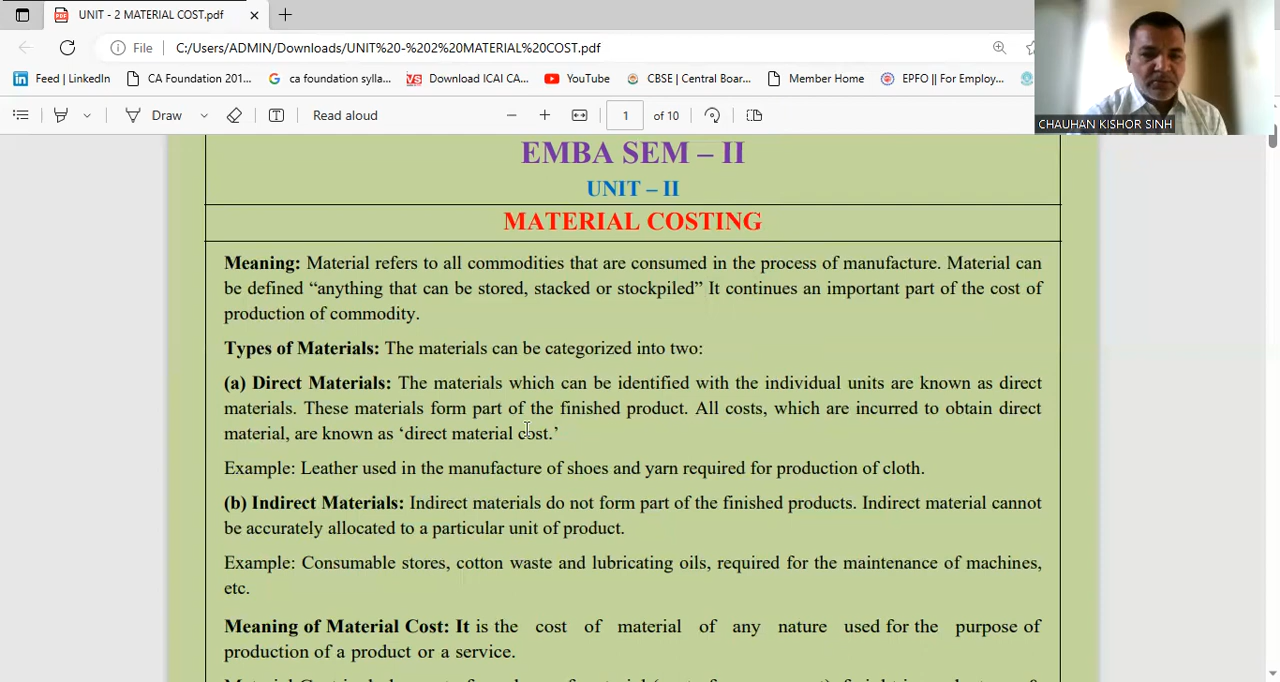 UNIT - 2 MATERIAL COST.pdf
File C:/Users/ADMIN/Downloads/UNIT%20-%202%20MATERIAL%20COST.pdf
Feed | LinkedIn CA Foundation 201... ca foundation sylla... Download ICAI CA... YouTube CBSE | Central Boar... Member Home EPFO || For Employ...
Draw Read aloud 1 of 10
CHAUHAN KISHOR SINH
EMBA SEM – II
UNIT – II
MATERIAL COSTING
Meaning: Material refers to all commodities that are consumed in the process of manufacture. Material can
be defined “anything that can be stored, stacked or stockpiled” It continues an important part of the cost of
production of commodity.
Types of Materials: The materials can be categorized into two:
(a) Direct Materials: The materials which can be identified with the individual units are known as direct
materials. These materials form part of the finished product. All costs, which are incurred to obtain direct
material, are known as ‘direct material cost.’
Example: Leather used in the manufacture of shoes and yarn required for production of cloth.
(b) Indirect Materials: Indirect materials do not form part of the finished products. Indirect material cannot
be accurately allocated to a particular unit of product.
Example: Consumable stores, cotton waste and lubricating oils, required for the maintenance of machines,
etc.
Meaning of Material Cost: It is the cost of material of any nature used for the purpose of
production of a product or a service.